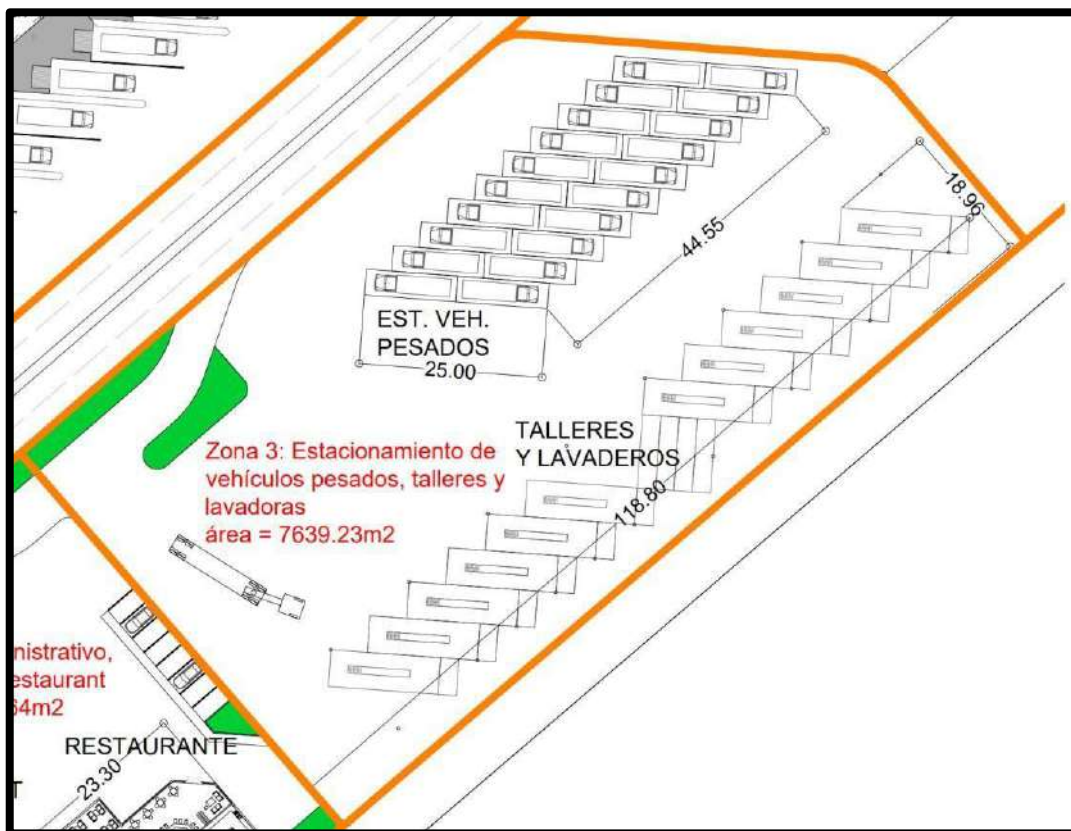 18.96
44.55
EST. VEH.
PESADOS
25.00
TALLERES
Y LAVADEROS
118.80
Zona 3: Estacionamiento de
vehículos pesados, talleres y
lavadoras
área = 7639.23m2
nistrativo,
estaurant
64m2
RESTAURANTE
23.30
T